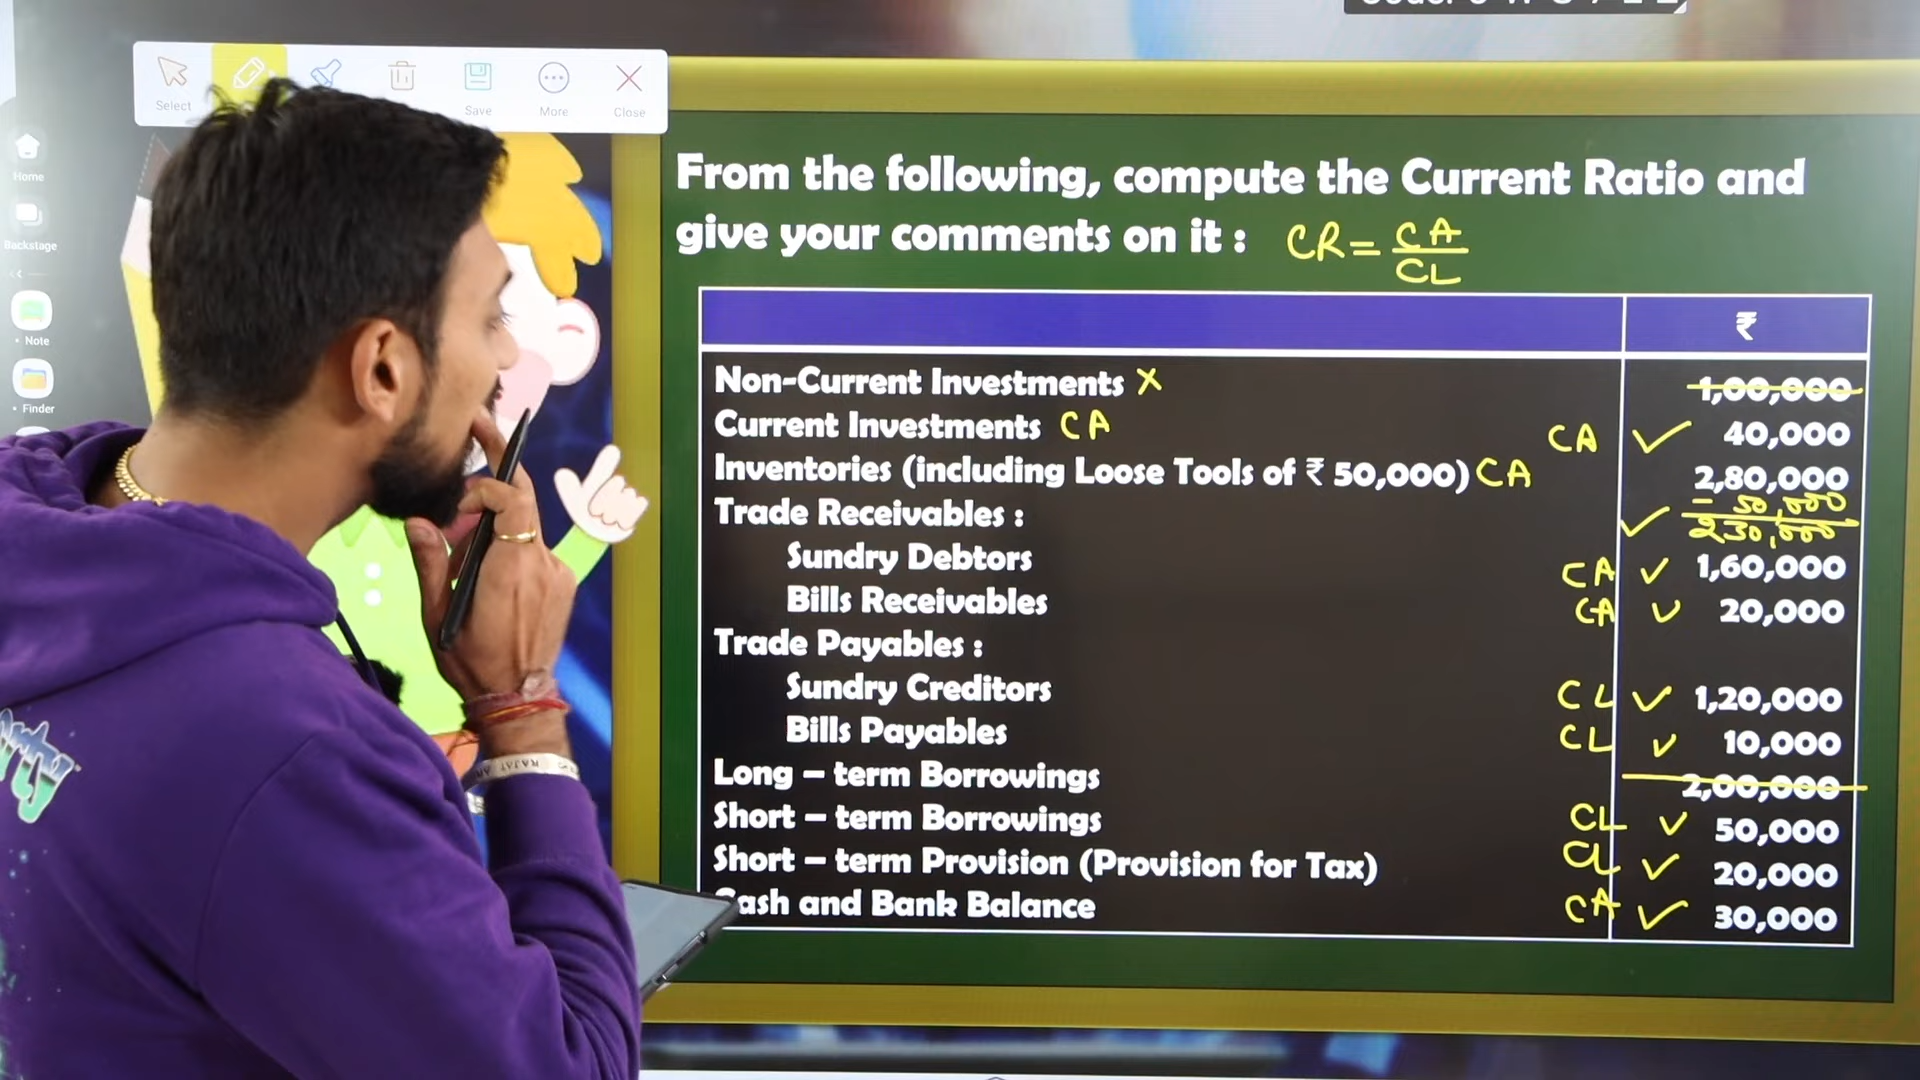 Select
Save
More
Close
Home
Backstage
Note
Finder
From the following, compute the Current Ratio and
give your comments on it : CR = CA
CL
₹
Non-Current Investments X 1,00,000
Current Investments CA CA ✓ 40,000
Inventories (including Loose Tools of ₹ 50,000) CA 2,80,000
- 50,000
Trade Receivables : ✓ 2,30,000
Sundry Debtors CA ✓ 1,60,000
Bills Receivables CA ✓ 20,000
Trade Payables :
Sundry Creditors CL ✓ 1,20,000
Bills Payables CL ✓ 10,000
Long – term Borrowings 2,00,000
Short – term Borrowings CL ✓ 50,000
Short – term Provision (Provision for Tax) CL ✓ 20,000
Cash and Bank Balance CA ✓ 30,000